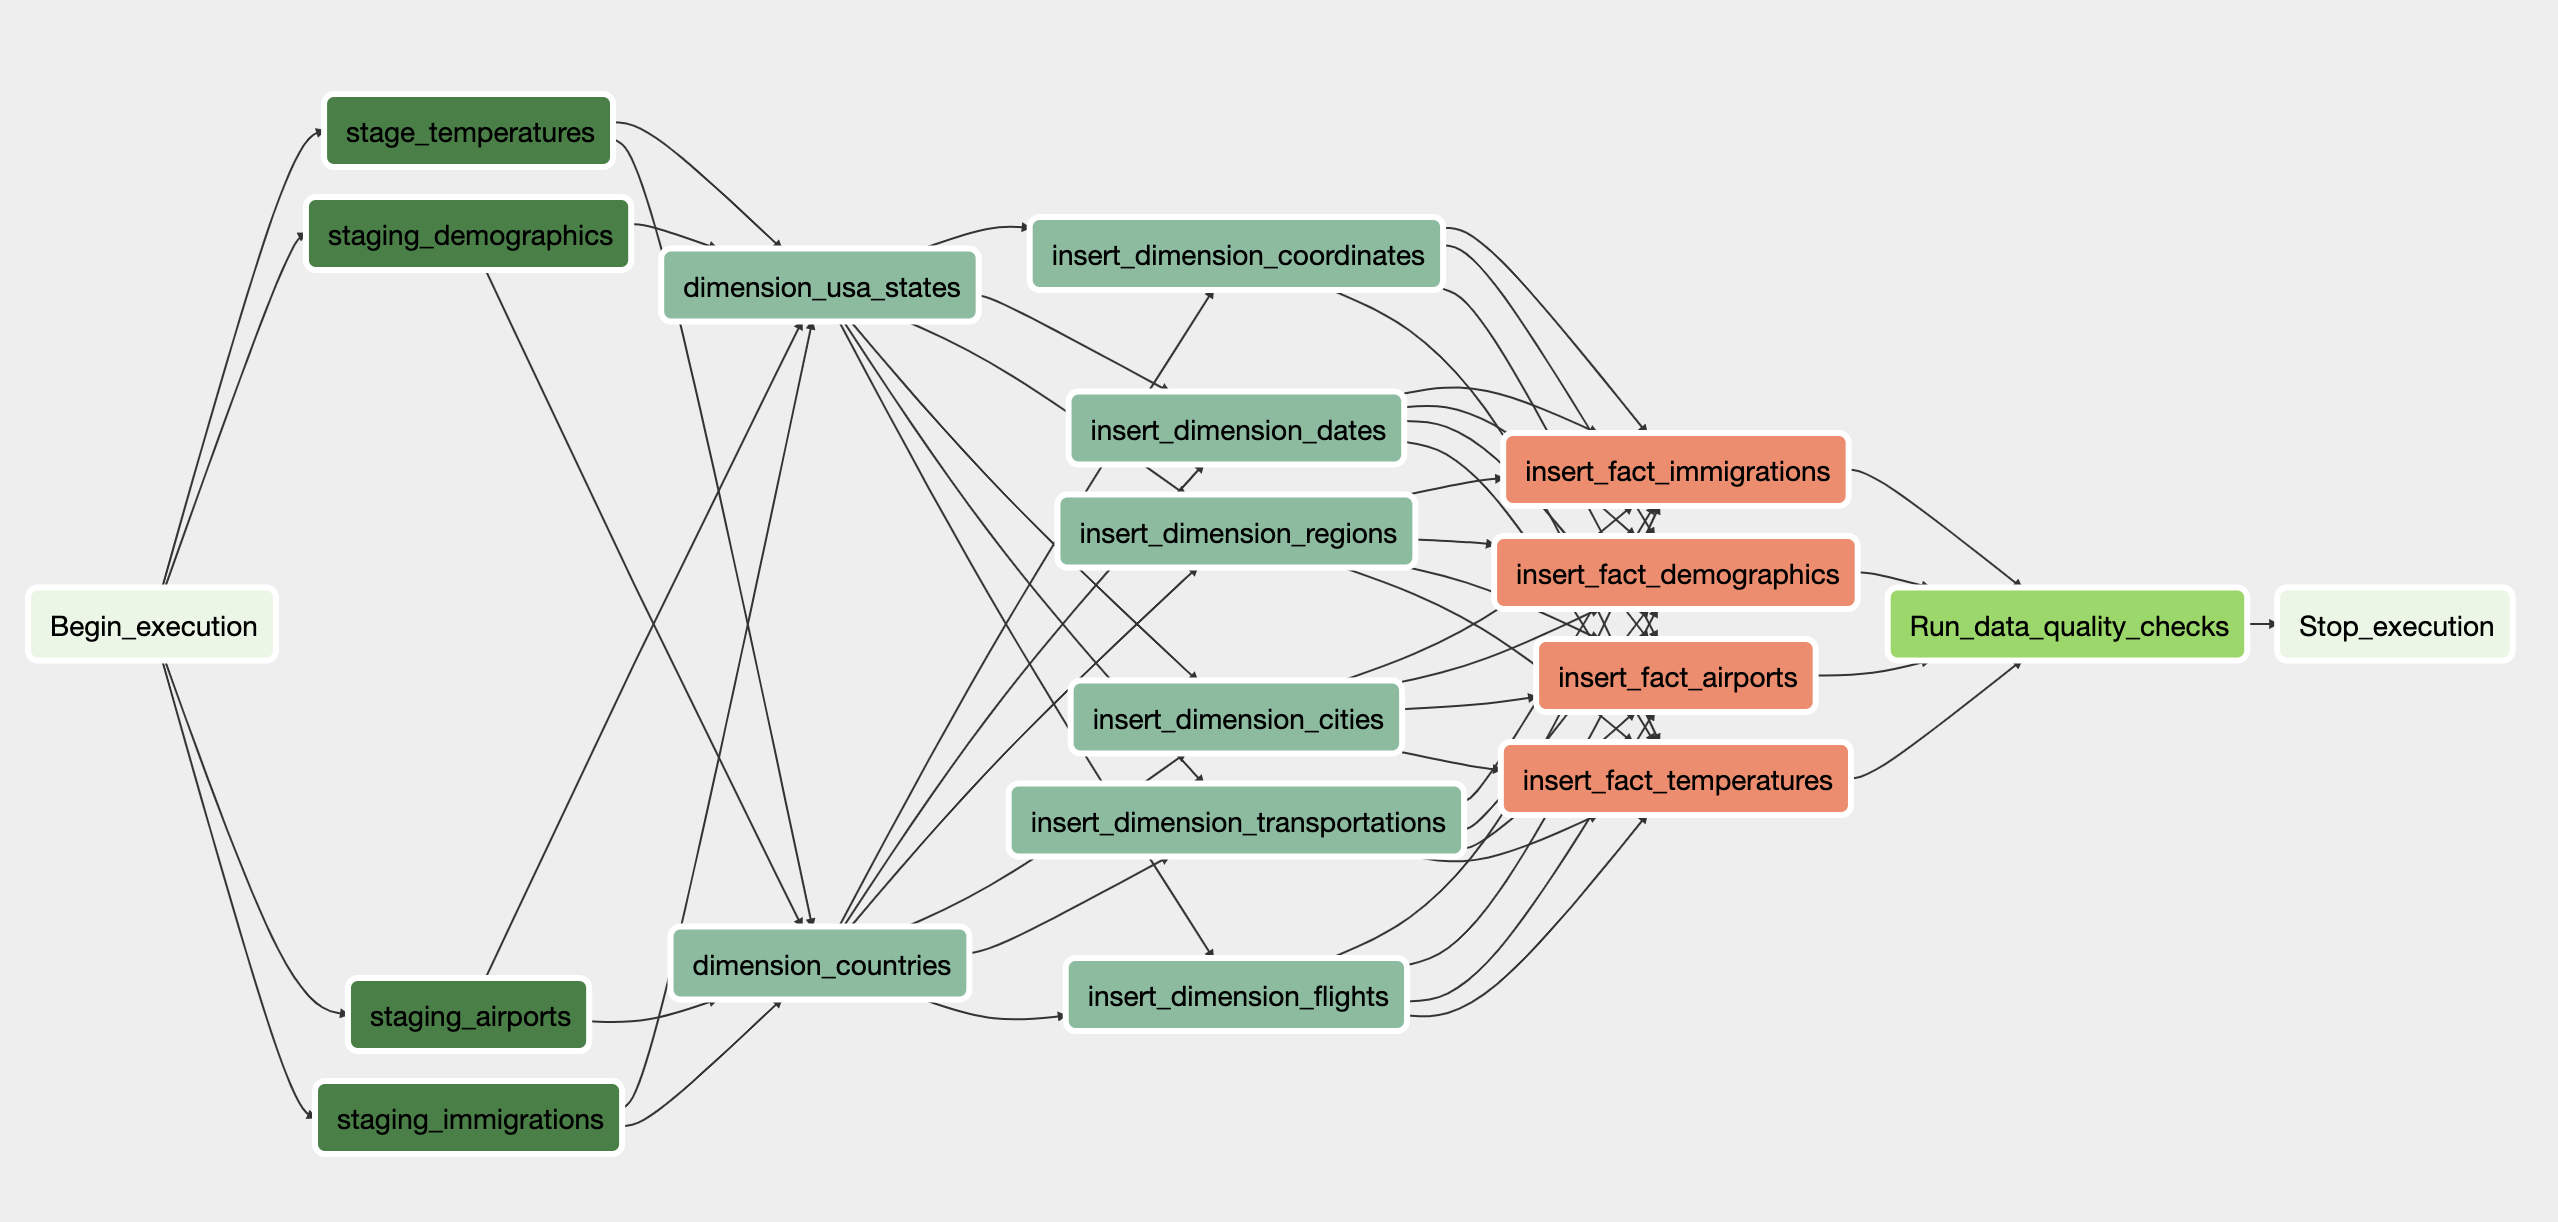 stage_temperatures
staging_demographics
dimension_usa_states
insert_dimension_coordinates
insert_dimension_dates
insert_fact_immigrations
insert_dimension_regions
insert_fact_demographics
Begin_execution
Run_data_quality_checks
Stop_execution
insert_fact_airports
insert_dimension_cities
insert_fact_temperatures
insert_dimension_transportations
dimension_countries
insert_dimension_flights
staging_airports
staging_immigrations